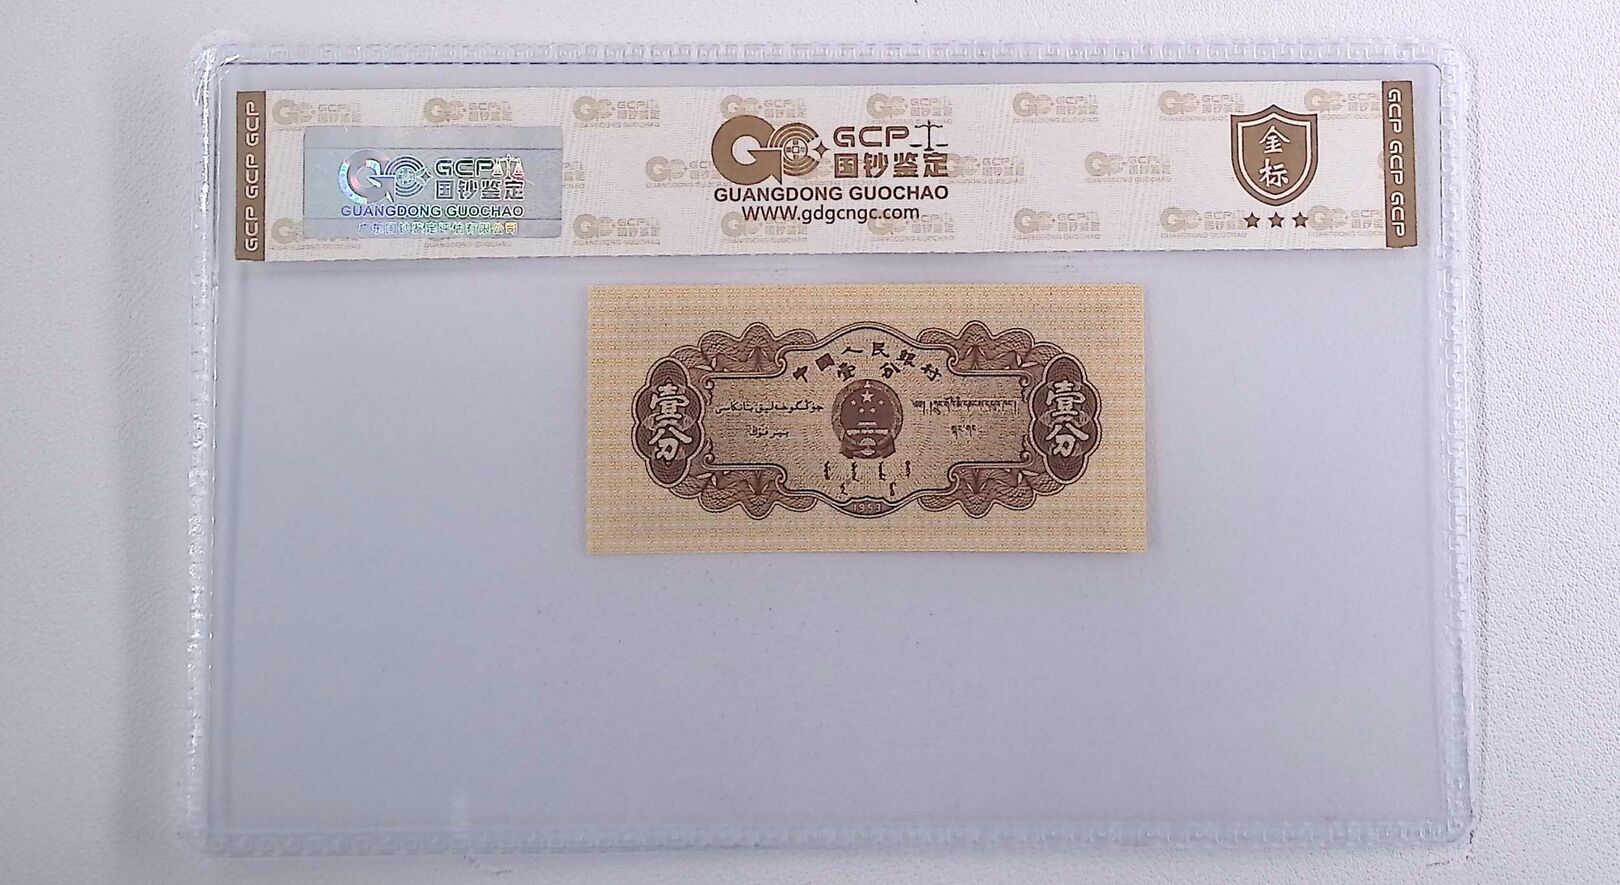 GCP GCP GCP
GCP
国钞鉴定
GUANGDONG GUOCHAO
广东国钞鉴定评估有限公司
GCP
国钞鉴定
GUANGDONG GUOCHAO
WWW.gdgcngc.com
金标
GCP GCP GCP
中国人民银行
壹分
壹分
壹分
1953